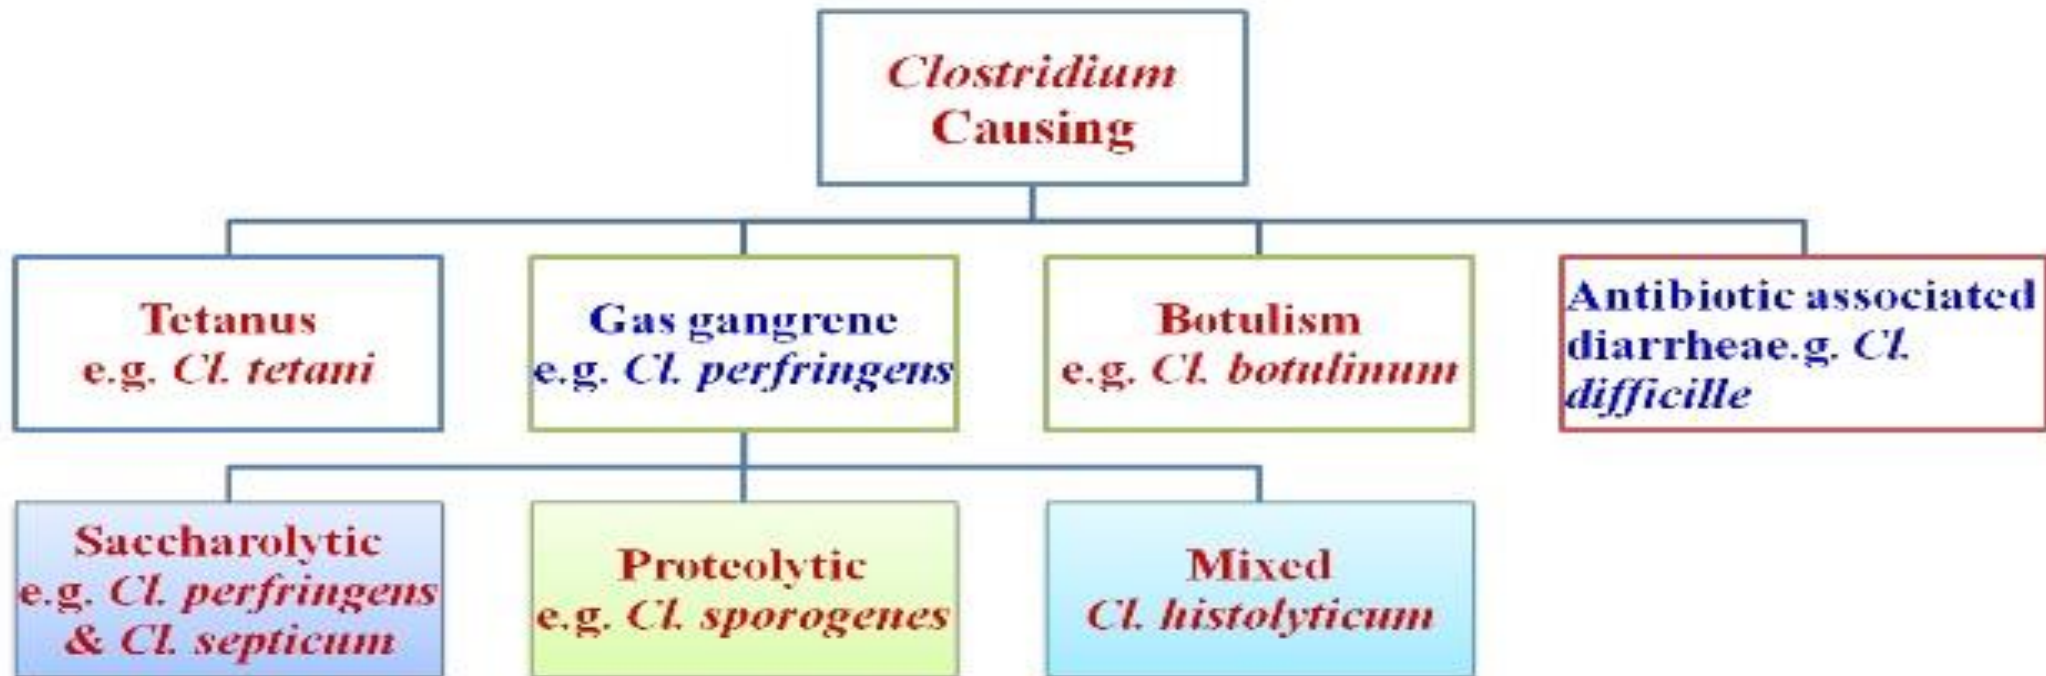 Clostridium
Causing
Tetanus
e.g. Cl. tetani
Gas gangrene
e.g. Cl. perfringens
Botulism
e.g. Cl. botulinum
Antibiotic associated
diarrheae.g. Cl.
difficille
Saccharolytic
e.g. Cl. perfringens
& Cl. septicum
Proteolytic
e.g. Cl. sporogenes
Mixed
Cl. histolyticum